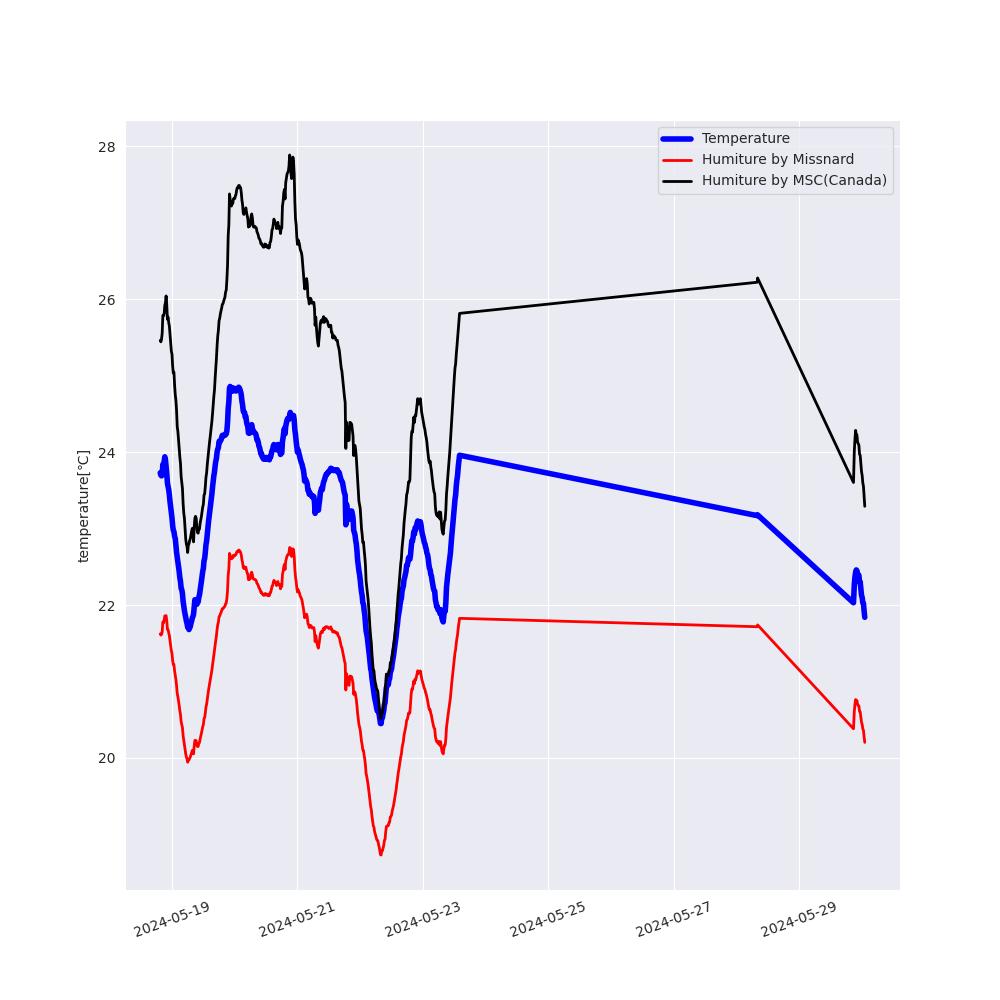 Temperature
Humiture by Missnard
Humiture by MSC(Canada)
temperature[℃]
28
26
24
22
20
2024-05-19
2024-05-21
2024-05-23
2024-05-25
2024-05-27
2024-05-29